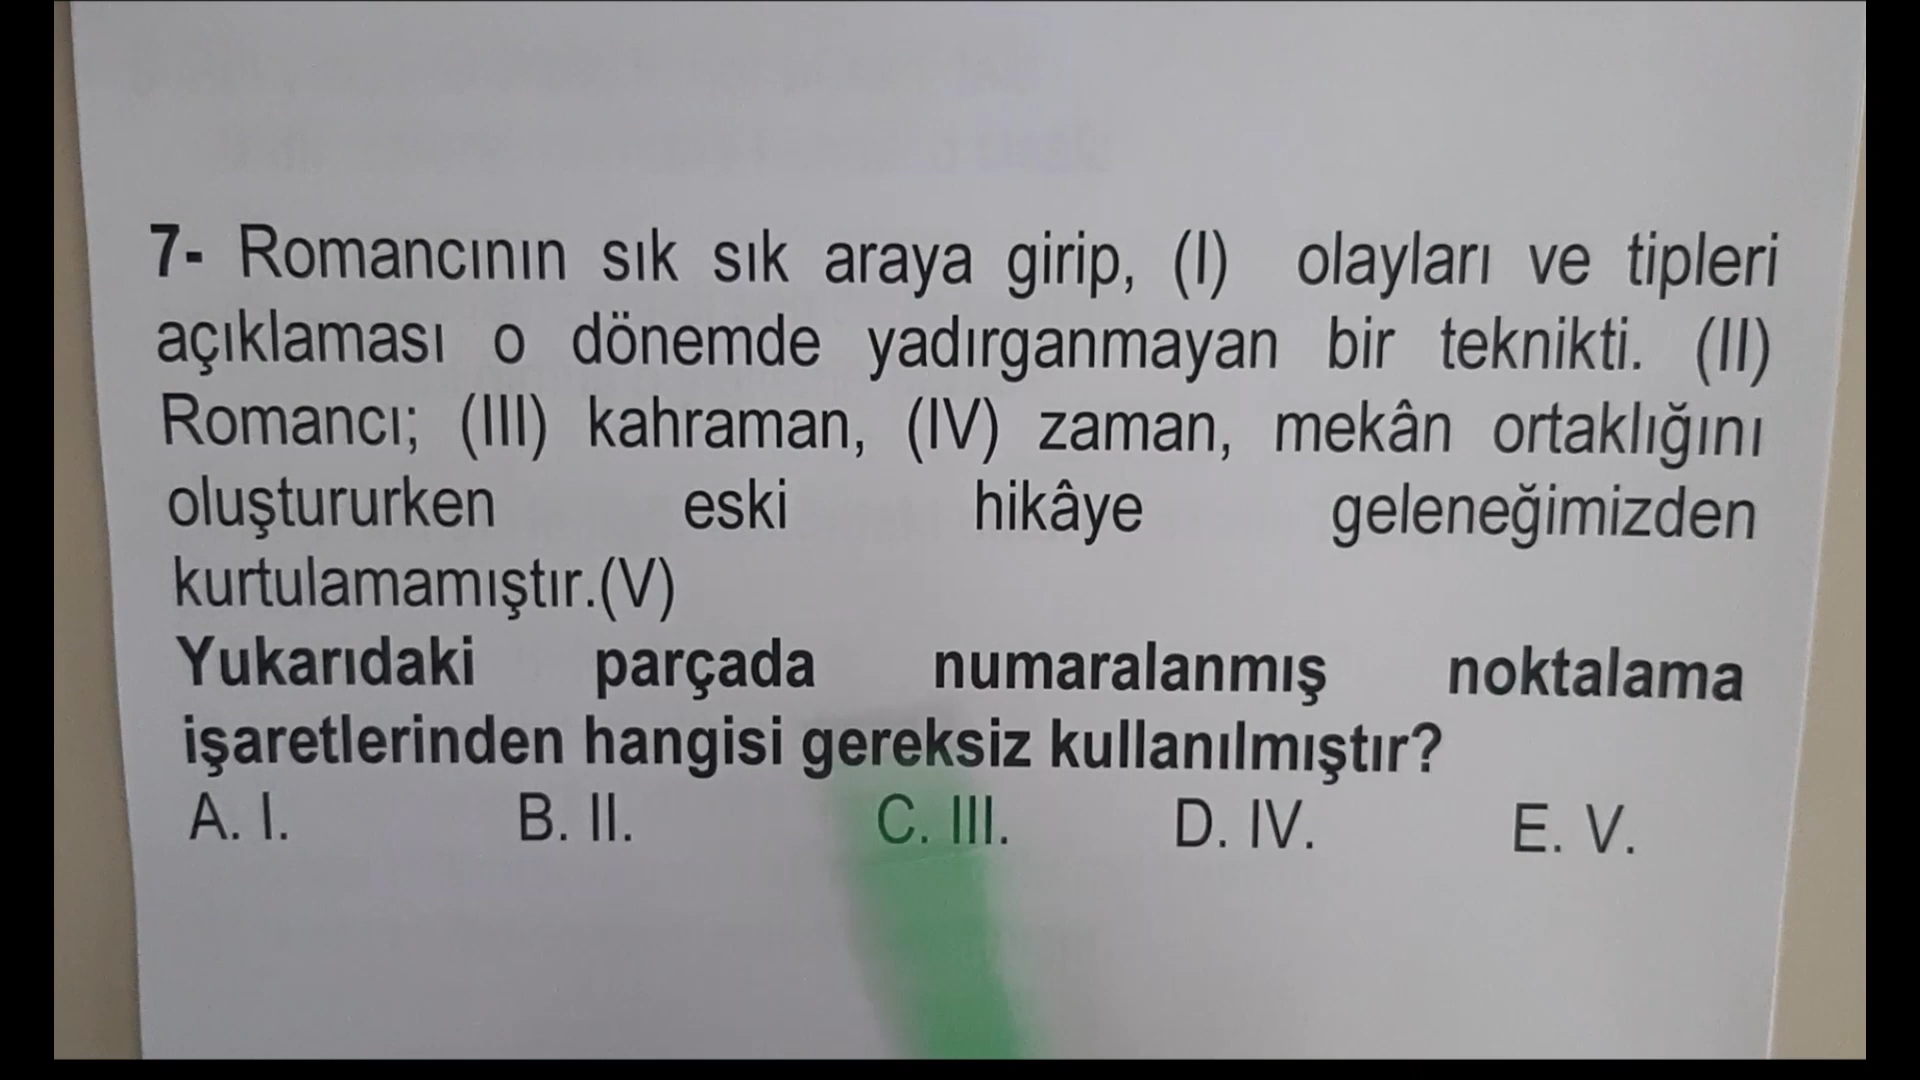 7- Romancının sık sık araya girip, (I) olayları ve tipleri
açıklaması o dönemde yadırganmayan bir teknikti. (II)
Romancı; (III) kahraman, (IV) zaman, mekân ortaklığını
oluştururken eski hikâye geleneğimizden
kurtulamamıştır.(V)
Yukarıdaki parçada numaralanmış noktalama
işaretlerinden hangisi gereksiz kullanılmıştır?
A. I. B. II. C. III. D. IV. E. V.